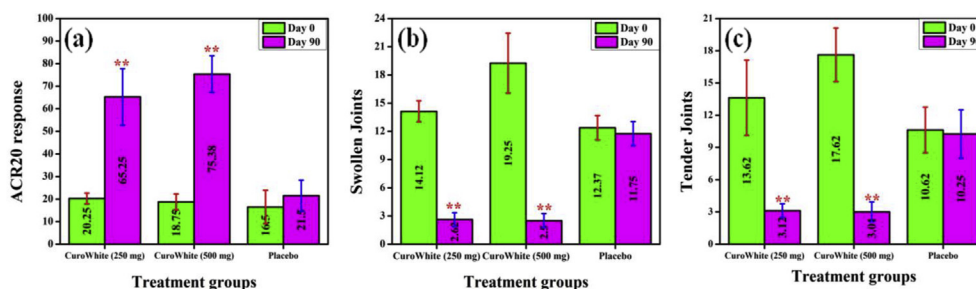 (a)
Day 0
Day 90
ACR20 response
100
90
80
70
60
50
40
30
20
10
0
**
**
20.25
65.25
18.75
75.38
16.5
21.5
CuroWhite (250 mg) CuroWhite (500 mg) Placebo
Treatment groups
(b)
Day 0
Day 90
Swollen Joints
24
21
18
15
12
9
6
3
0
**
**
14.12
19.25
2.5
12.37
11.75
CuroWhite (250 mg) CuroWhite (500 mg) Placebo
Treatment groups
(c)
Day 0
Day 90
Tender Joints
21
18
15
12
9
6
3
0
**
**
13.62
3.12
17.62
3.01
10.62
10.25
CuroWhite (250 mg) CuroWhite (500 mg) Placebo
Treatment groups